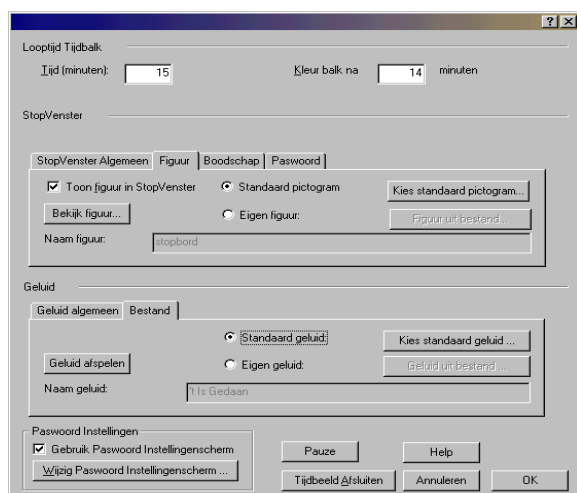 Looptijd Tijdbalk
Tijd (minuten): 15 Kleur balk na 14 minuten
StopVenster
StopVenster Algemeen Figuur Boodschap Paswoord
Toon figuur in StopVenster Standaard pictogram Kies standaard pictogram...
Bekijk figuur... Eigen figuur: Figuur uit bestand...
Naam figuur: stopbord
Geluid
Geluid algemeen Bestand
Standaard geluid: Kies standaard geluid ...
Geluid afspelen Eigen geluid: Geluid uit bestand ...
Naam geluid: 't Is Gedaan
Paswoord Instellingen
Gebruik Paswoord Instellingenscherm
Wijzig Paswoord Instellingenscherm ...
Pauze Help
Tijdbeeld Afsluiten Annuleren OK